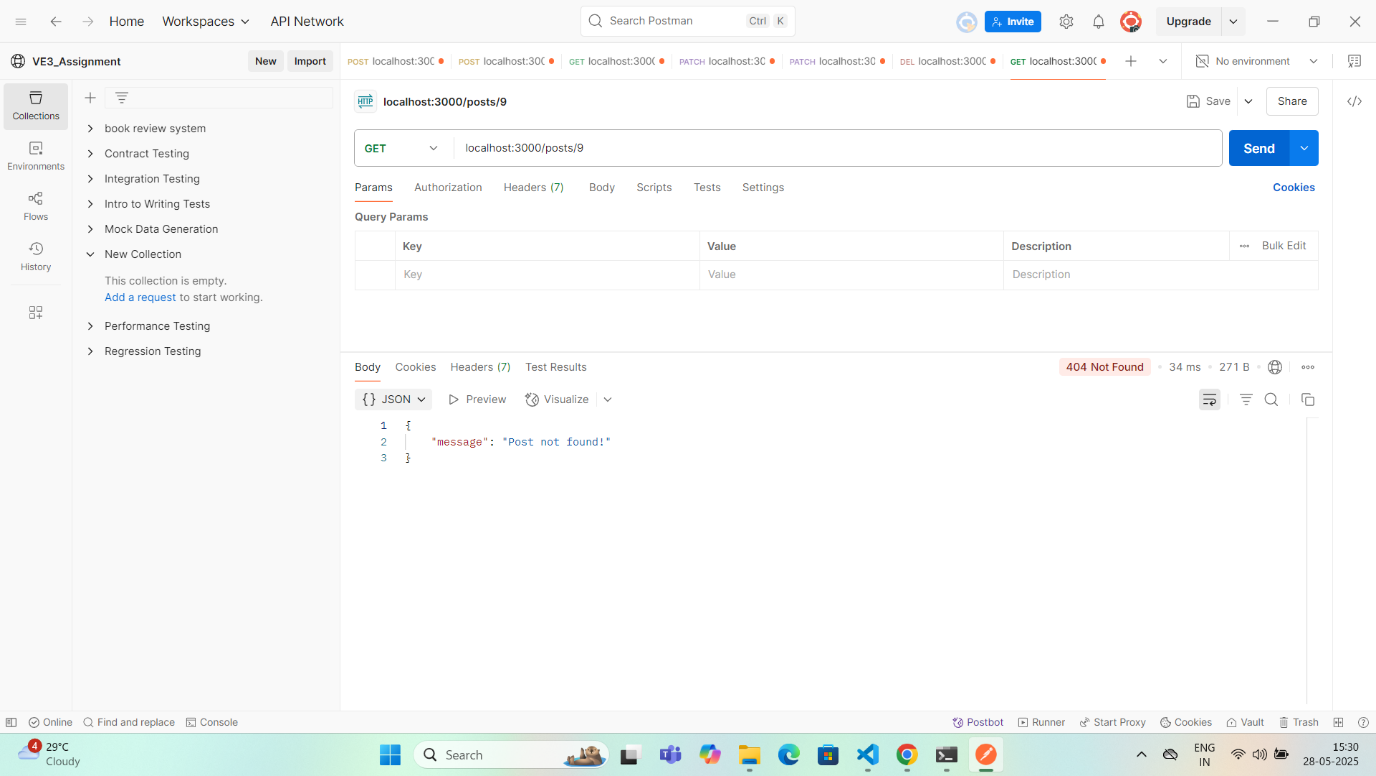 Home Workspaces API Network Search Postman Ctrl K Invite Upgrade
VE3_Assignment New Import POST localhost:300 POST localhost:300 GET localhost:300 PATCH localhost:30 PATCH localhost:30 DEL localhost:300 GET localhost:3000 No environment
Collections
Environments
Flows
History
book review system
Contract Testing
Integration Testing
Intro to Writing Tests
Mock Data Generation
New Collection
This collection is empty.
Add a request to start working.
Performance Testing
Regression Testing
HTTP localhost:3000/posts/9 Save Share
GET localhost:3000/posts/9 Send
Params Authorization Headers (7) Body Scripts Tests Settings Cookies
Query Params
Key Value Description Bulk Edit
Key Value Description
Body Cookies Headers (7) Test Results 404 Not Found 34 ms 271 B
{} JSON Preview Visualize
1 {
2 "message": "Post not found!"
3 }
Online Find and replace Console Postbot Runner Start Proxy Cookies Vault Trash
4 29°C
Cloudy
Search
ENG
IN
15:30
28-05-2025